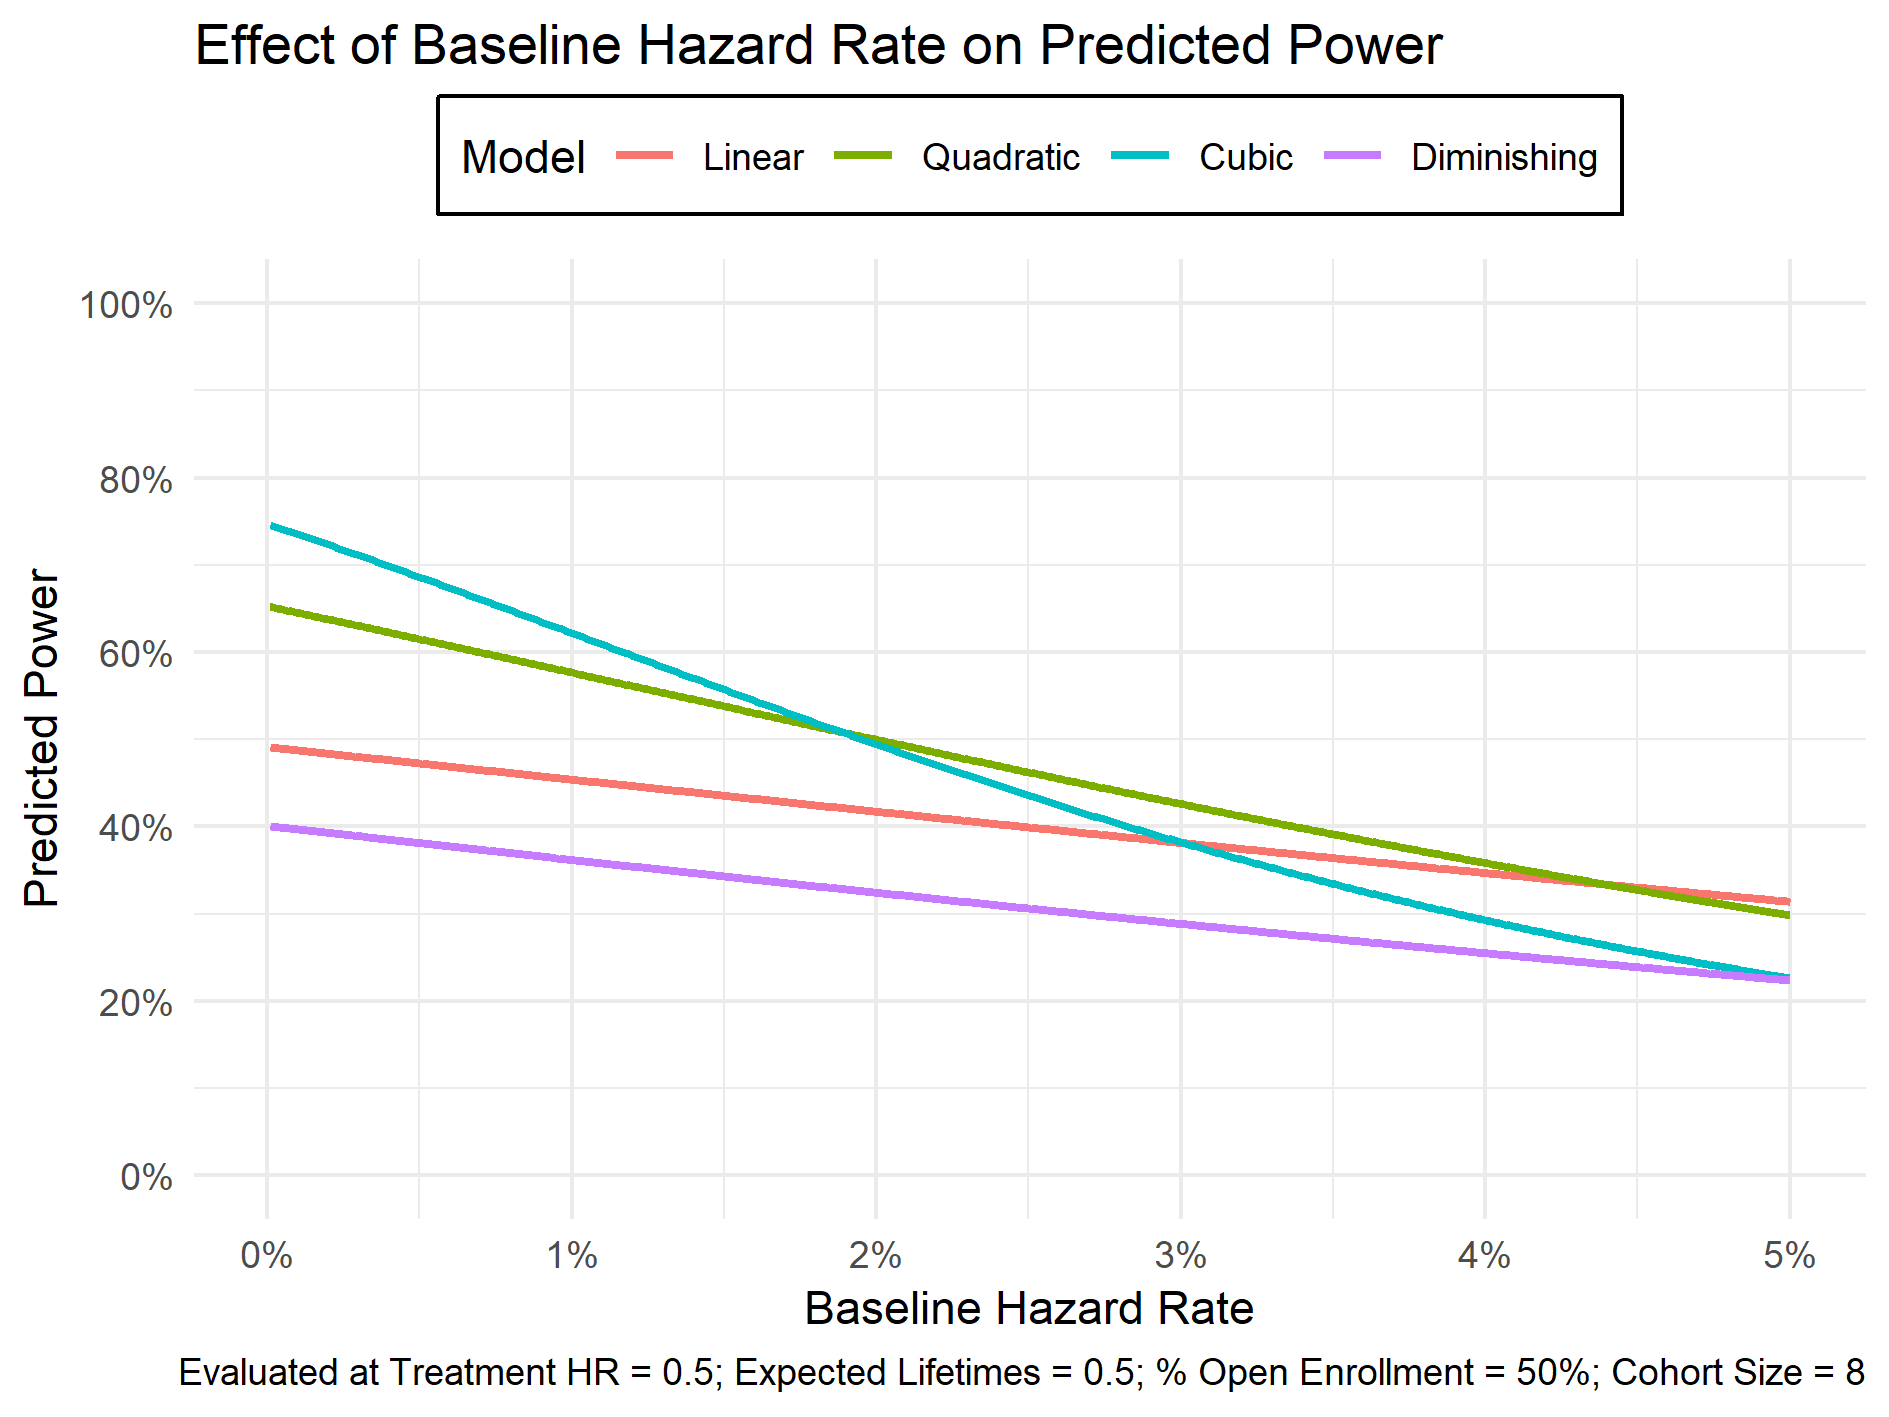 Effect of Baseline Hazard Rate on Predicted Power
Model Linear Quadratic Cubic Diminishing
100%
80%
60%
40%
20%
0%
Predicted Power
0% 1% 2% 3% 4% 5%
Baseline Hazard Rate
Evaluated at Treatment HR = 0.5; Expected Lifetimes = 0.5; % Open Enrollment = 50%; Cohort Size = 8